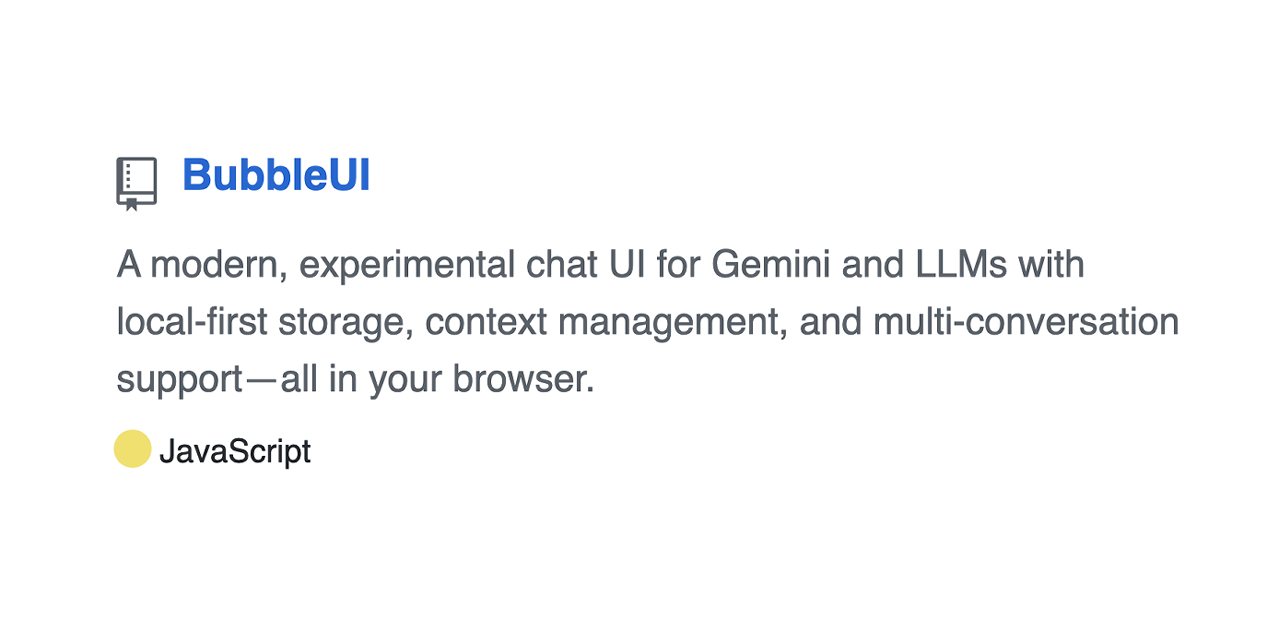 BubbleUI
A modern, experimental chat UI for Gemini and LLMs with
local-first storage, context management, and multi-conversation
support—all in your browser.
JavaScript